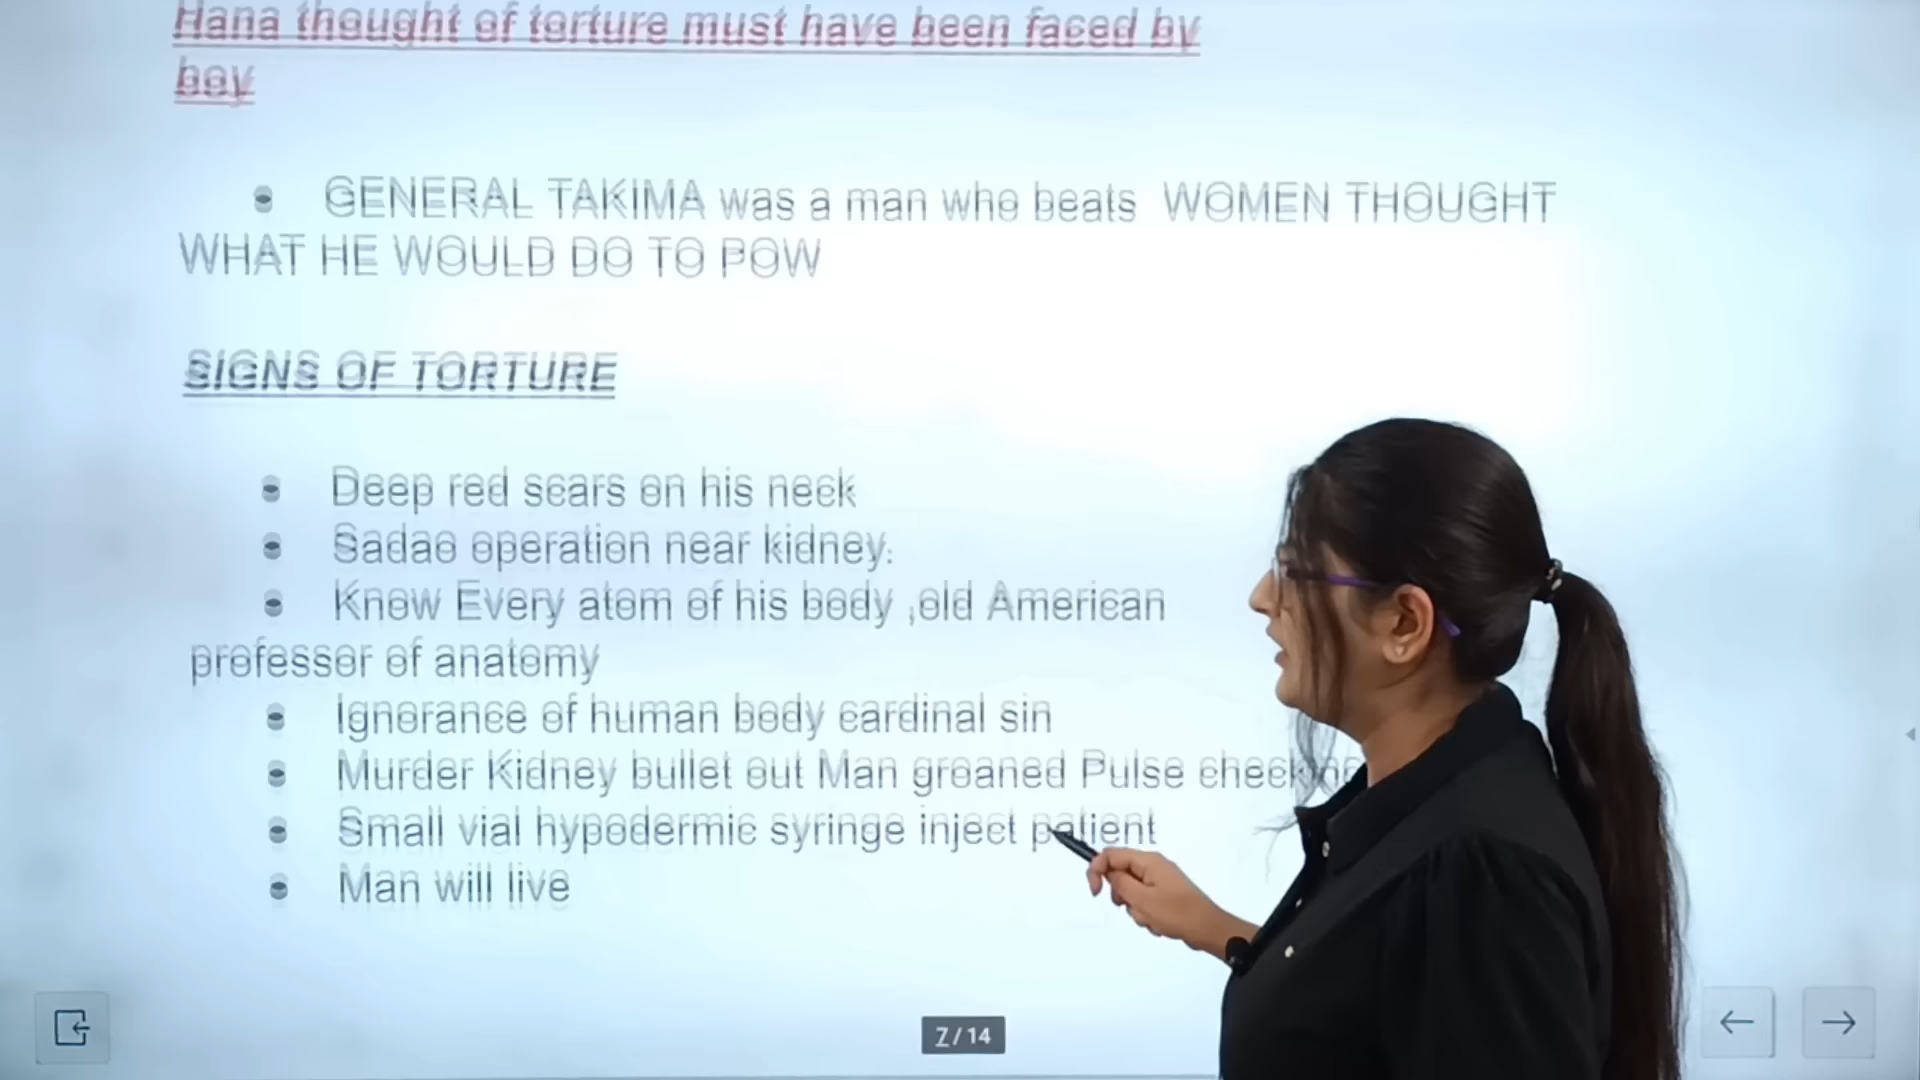 Hana thought of torture must have been faced by
boy
GENERAL TAKIMA was a man who beats WOMEN THOUGHT
WHAT HE WOULD DO TO POW
SIGNS OF TORTURE
Deep red scars on his neck
Sadao operation near kidney.
Know Every atom of his body ,old American
professor of anatomy
Ignorance of human body cardinal sin
Murder Kidney bullet out Man groaned Pulse checking
Small vial hypodermic syringe inject patient
Man will live
7/14